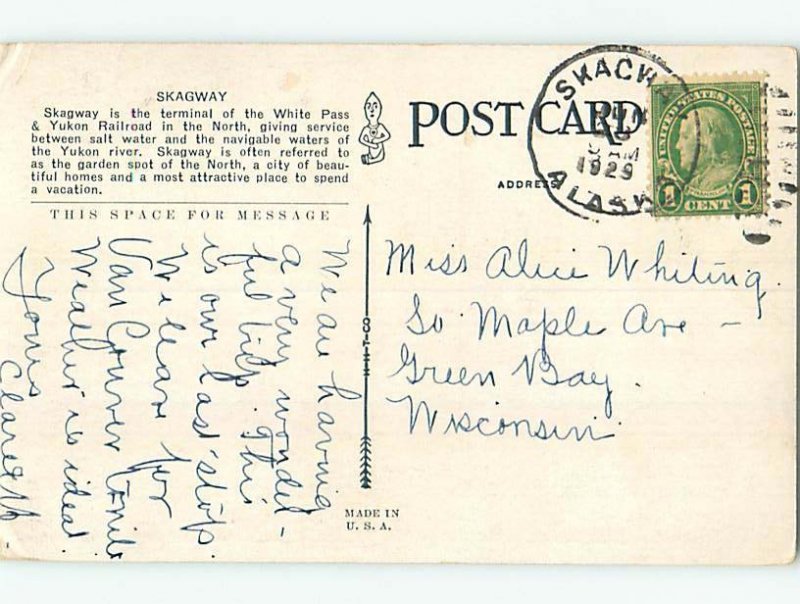 SKAGWAY
Skagway is the terminal of the White Pass
& Yukon Railroad in the North, giving service
between salt water and the navigable waters of
the Yukon river. Skagway is often referred to
as the garden spot of the North, a city of beau-
tiful homes and a most attractive place to spend
a vacation.
THIS SPACE FOR MESSAGE
We are having
a very wonder-
ful trip. This
is our last stop.
We leave for
Van Couver tonite
Weather is ideal
Yours
POST CARD
ADDRESS
SKAGWAY
AM
1929
ALASKA
UNITED STATES POSTAGE
FRANKLIN
1 CENT 1
Miss Alice Whiting.
So Maple Ave -
Green Bay.
Wisconsin
MADE IN
U. S. A.